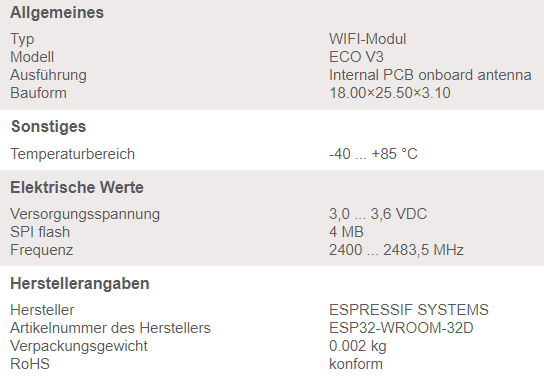 Allgemeines
Typ WIFI-Modul
Modell ECO V3
Ausführung Internal PCB onboard antenna
Bauform 18.00×25.50×3.10
Sonstiges
Temperaturbereich -40 ... +85 °C
Elektrische Werte
Versorgungsspannung 3,0 ... 3,6 VDC
SPI flash 4 MB
Frequenz 2400 ... 2483,5 MHz
Herstellerangaben
Hersteller ESPRESSIF SYSTEMS
Artikelnummer des Herstellers ESP32-WROOM-32D
Verpackungsgewicht 0.002 kg
RoHS konform